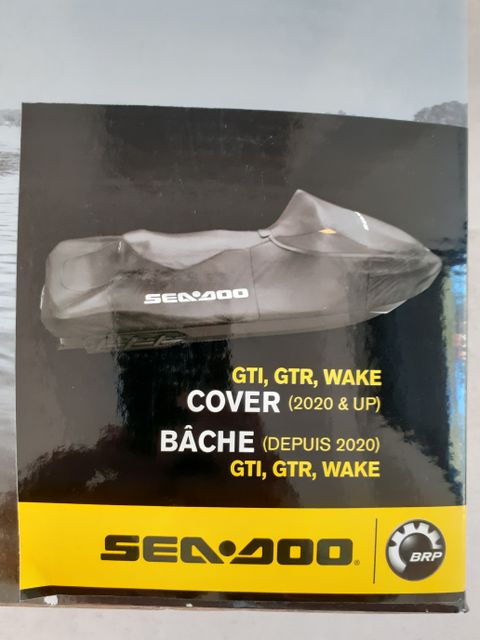 SEA-DOO
GTI, GTR, WAKE
COVER (2020 & UP)
BÂCHE (DEPUIS 2020)
GTI, GTR, WAKE
SEA-DOO®
BRP